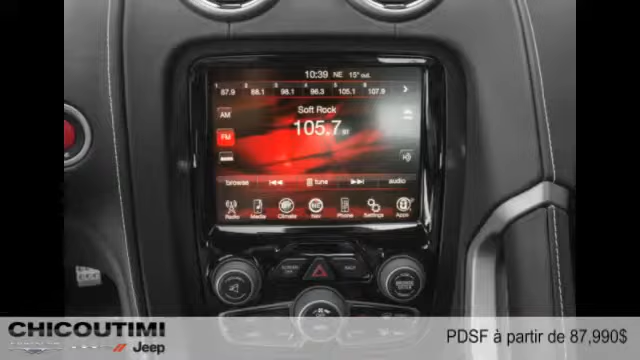 10:39 NE 15° out.
87.9 88.1 98.1 96.3 105.1 107.9
AM
Soft Rock
FM
105.7
browse tune audio
Radio Media Climate Nav Phone Settings Apps
CHICOUTIMI
Jeep
PDSF à partir de 87,990$